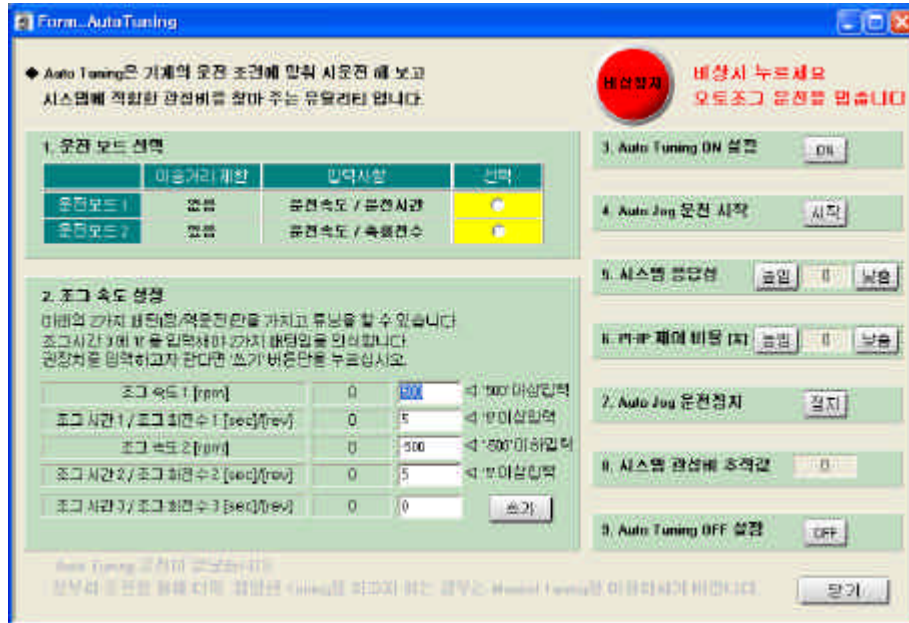 Form_AutoTuning
◆ Auto Tuning은 기계의 운전 조건에 맞춰 시운전 해 보고
시스템에 적합한 관성비를 찾아 주는 유틸리티 입니다.
비상정지
비상시 누르세요
오토조그 운전을 멈춥니다
1. 운전 모드 선택
이송거리 제한 입력사항 선택
운전모드 1 없음 운전속도 / 운전시간
운전모드 2 없음 운전속도 / 축회전수
2. 조그 속도 설정
아래의 2가지 패턴(정/역운전)만을 가지고 튜닝을 할 수 있습니다
조그시간 3에 '0'을 입력해야 2가지 패턴임을 인식합니다.
권장치를 입력하고자 한다면 '쓰기' 버튼만을 누르십시오.
조그 속도 1 [rpm] 0 500 ◁ '500' 이상입력
조그 시간 1 / 조그 회전수 1 [sec]/[rev] 0 5 ◁ '5' 이상입력
조그 속도 2 [rpm] 0 -500 ◁ '-500' 이하입력
조그 시간 2 / 조그 회전수 2 [sec]/[rev] 0 5 ◁ '5' 이상입력
조그 시간 3 / 조그 회전수 3 [sec]/[rev] 0 0 쓰기
3. Auto Tuning ON 설정 ON
4. Auto Jog 운전 시작 시작
5. 시스템 응답성 높임 0 낮춤
6. PI-IP 제어 비율 [%] 높임 0 낮춤
7. Auto Jog 운전정지 정지
8. 시스템 관성비 추정값 0
9. Auto Tuning OFF 설정 OFF
Auto Tuning
닫기